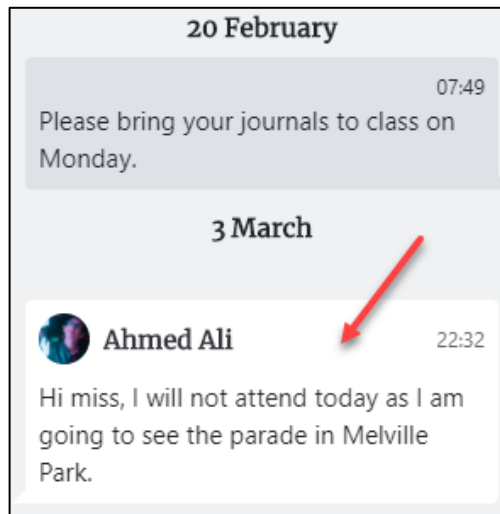 20 February
07:49
Please bring your journals to class on
Monday.
3 March
Ahmed Ali 22:32
Hi miss, I will not attend today as I am
going to see the parade in Melville
Park.